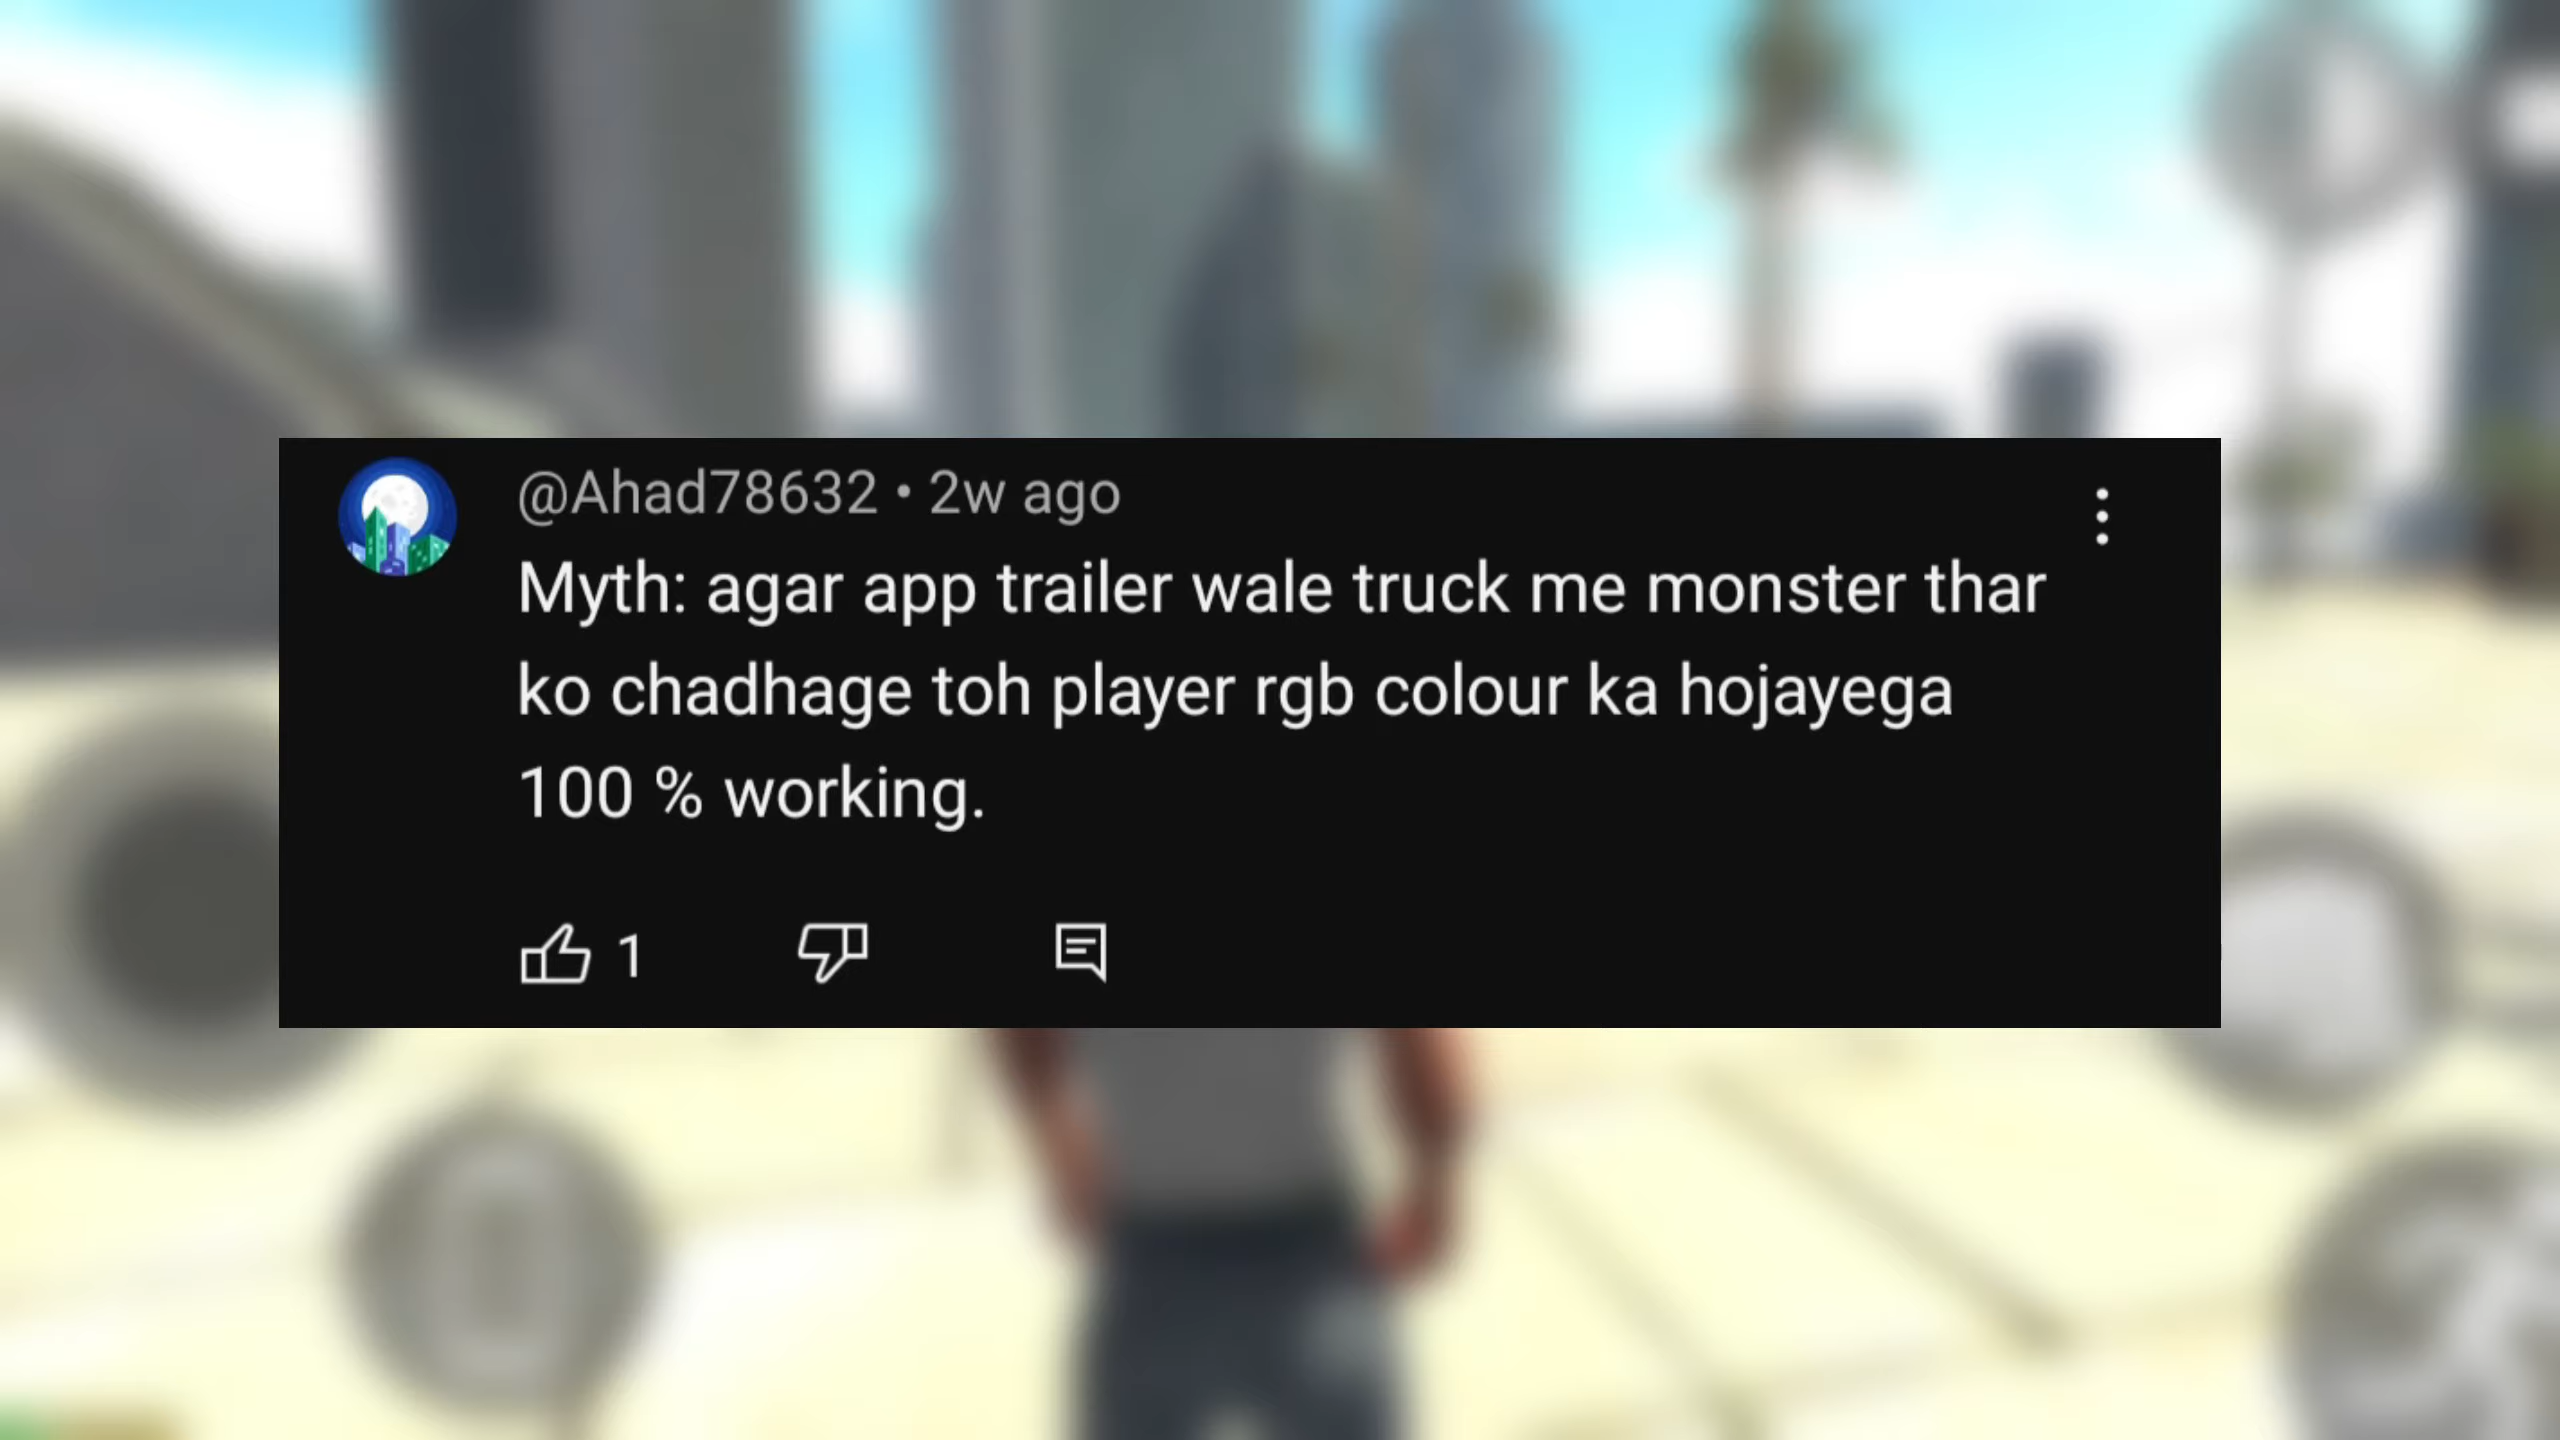 @Ahad78632 • 2w ago
Myth: agar app trailer wale truck me monster thar
ko chadhage toh player rgb colour ka hojayega
100 % working.
1